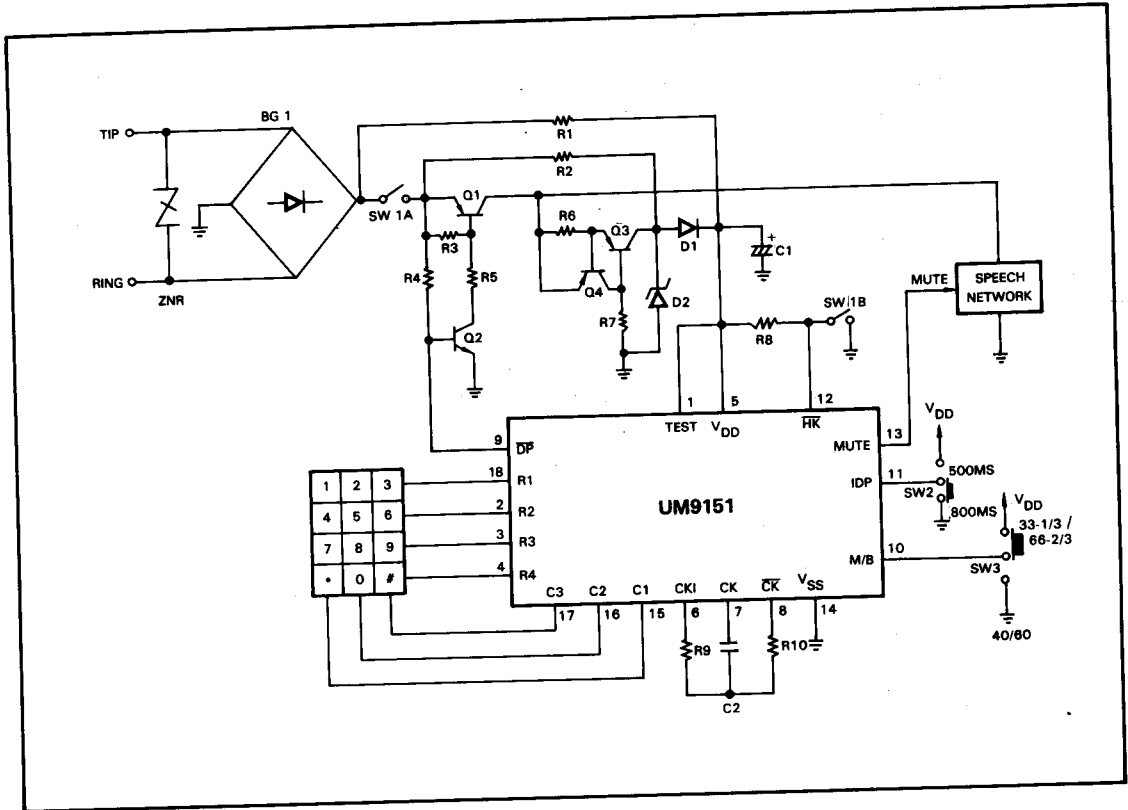 BG 1
TIP
RING
ZNR
SW 1A
R1
R2
Q1
R3
R4
R5
Q2
R6
Q3
Q4
R7
D1
D2
C1
+
R8
SW 1B
MUTE
SPEECH
NETWORK
1
5
12
TEST
VDD
HK
9
DP
18
R1
2
R2
3
R3
4
R4
UM9151
MUTE
13
IDP
11
M/B
10
VDD
500MS
SW2
800MS
VDD
33-1/3 /
66-2/3
SW3
40/60
1 2 3
4 5 6
7 8 9
* 0 #
C3
C2
C1
CKI
CK
CK
VSS
17
16
15
6
7
8
14
R9
R10
C2